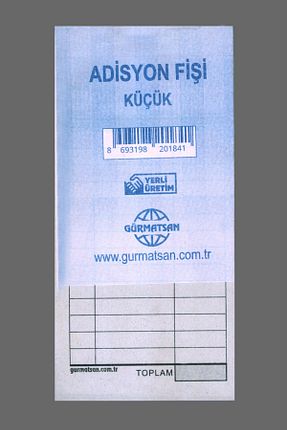 ADİSYON FİŞİ
KÜÇÜK
8 693198 201841
YERLİ
ÜRETİM
GÜRMATSAN
www.gurmatsan.com.tr
gurmatsan.com.tr
TOPLAM